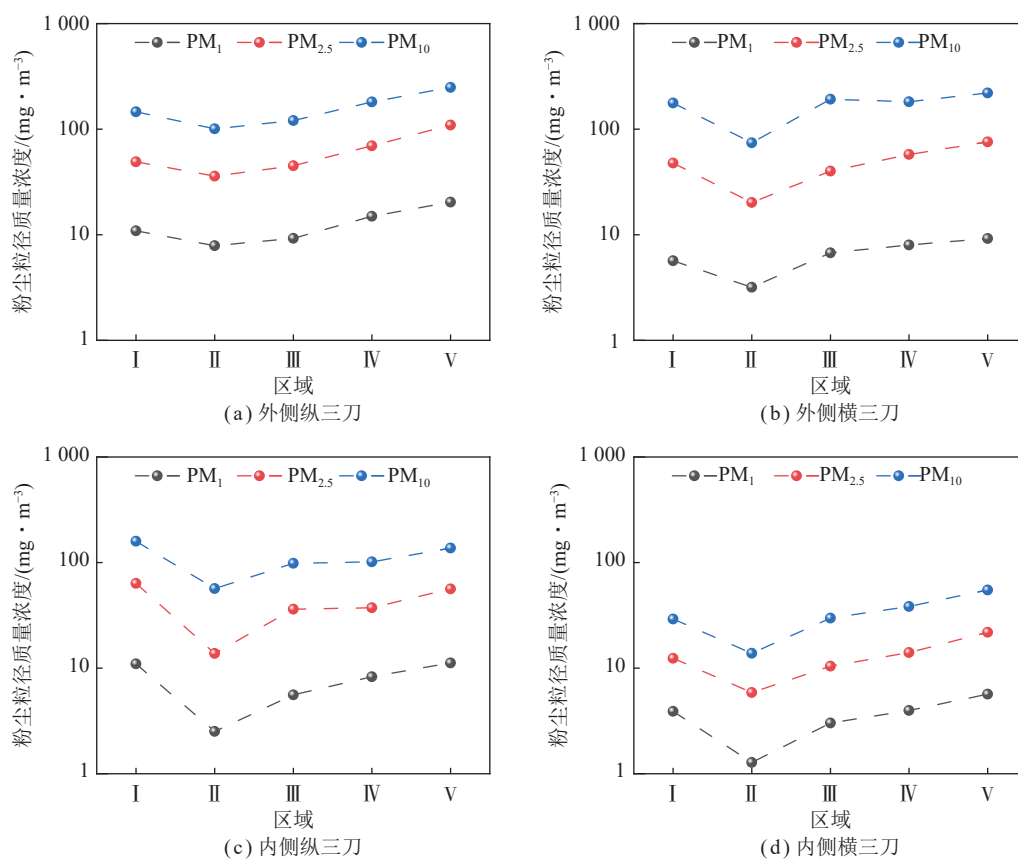 1 000
PM₁ PM₂.₅ PM₁₀
100
10
1
粉尘粒径质量浓度/(mg·m⁻³)
Ⅰ Ⅱ Ⅲ Ⅳ Ⅴ
区域
(a) 外侧纵三刀
1 000
PM₁ PM₂.₅ PM₁₀
100
10
1
粉尘粒径质量浓度/(mg·m⁻³)
Ⅰ Ⅱ Ⅲ Ⅳ Ⅴ
区域
(b) 外侧横三刀
1 000
PM₁ PM₂.₅ PM₁₀
100
10
1
粉尘粒径质量浓度/(mg·m⁻³)
Ⅰ Ⅱ Ⅲ Ⅳ Ⅴ
区域
(c) 内侧纵三刀
1 000
PM₁ PM₂.₅ PM₁₀
100
10
1
粉尘粒径质量浓度/(mg·m⁻³)
Ⅰ Ⅱ Ⅲ Ⅳ Ⅴ
区域
(d) 内侧横三刀